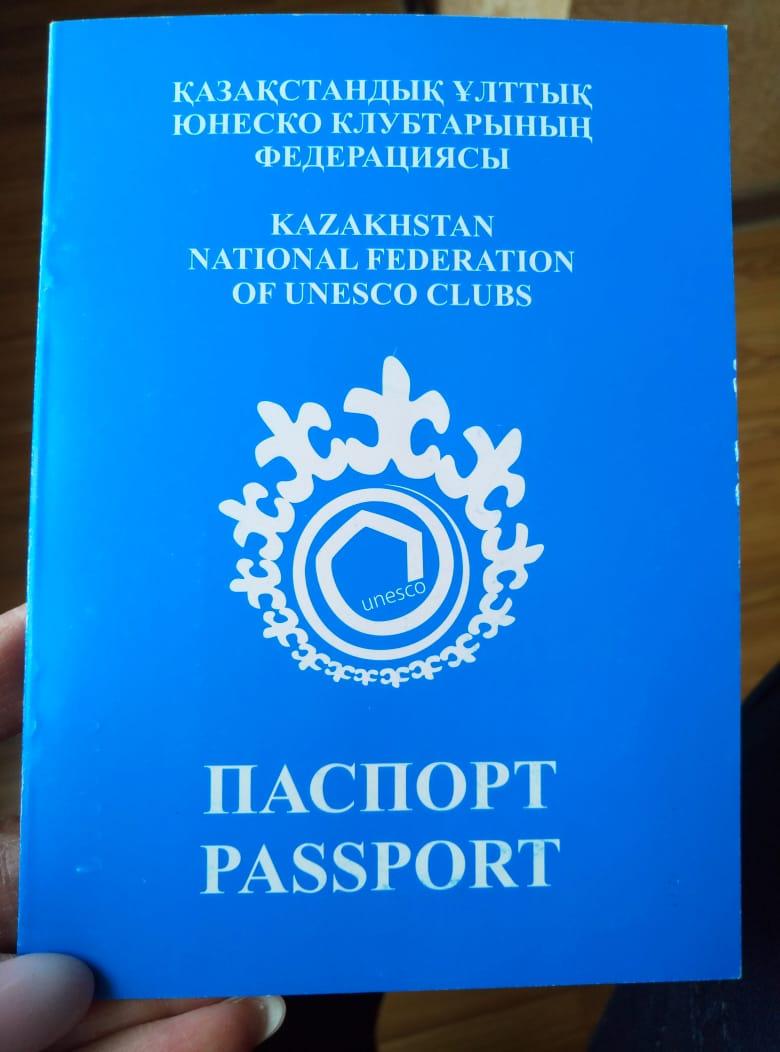 ҚАЗАҚСТАНДЫҚ ҰЛТТЫҚ
ЮНЕСКО КЛУБТАРЫНЫҢ
ФЕДЕРАЦИЯСЫ
KAZAKHSTAN
NATIONAL FEDERATION
OF UNESCO CLUBS
unesco
ПАСПОРТ
PASSPORT